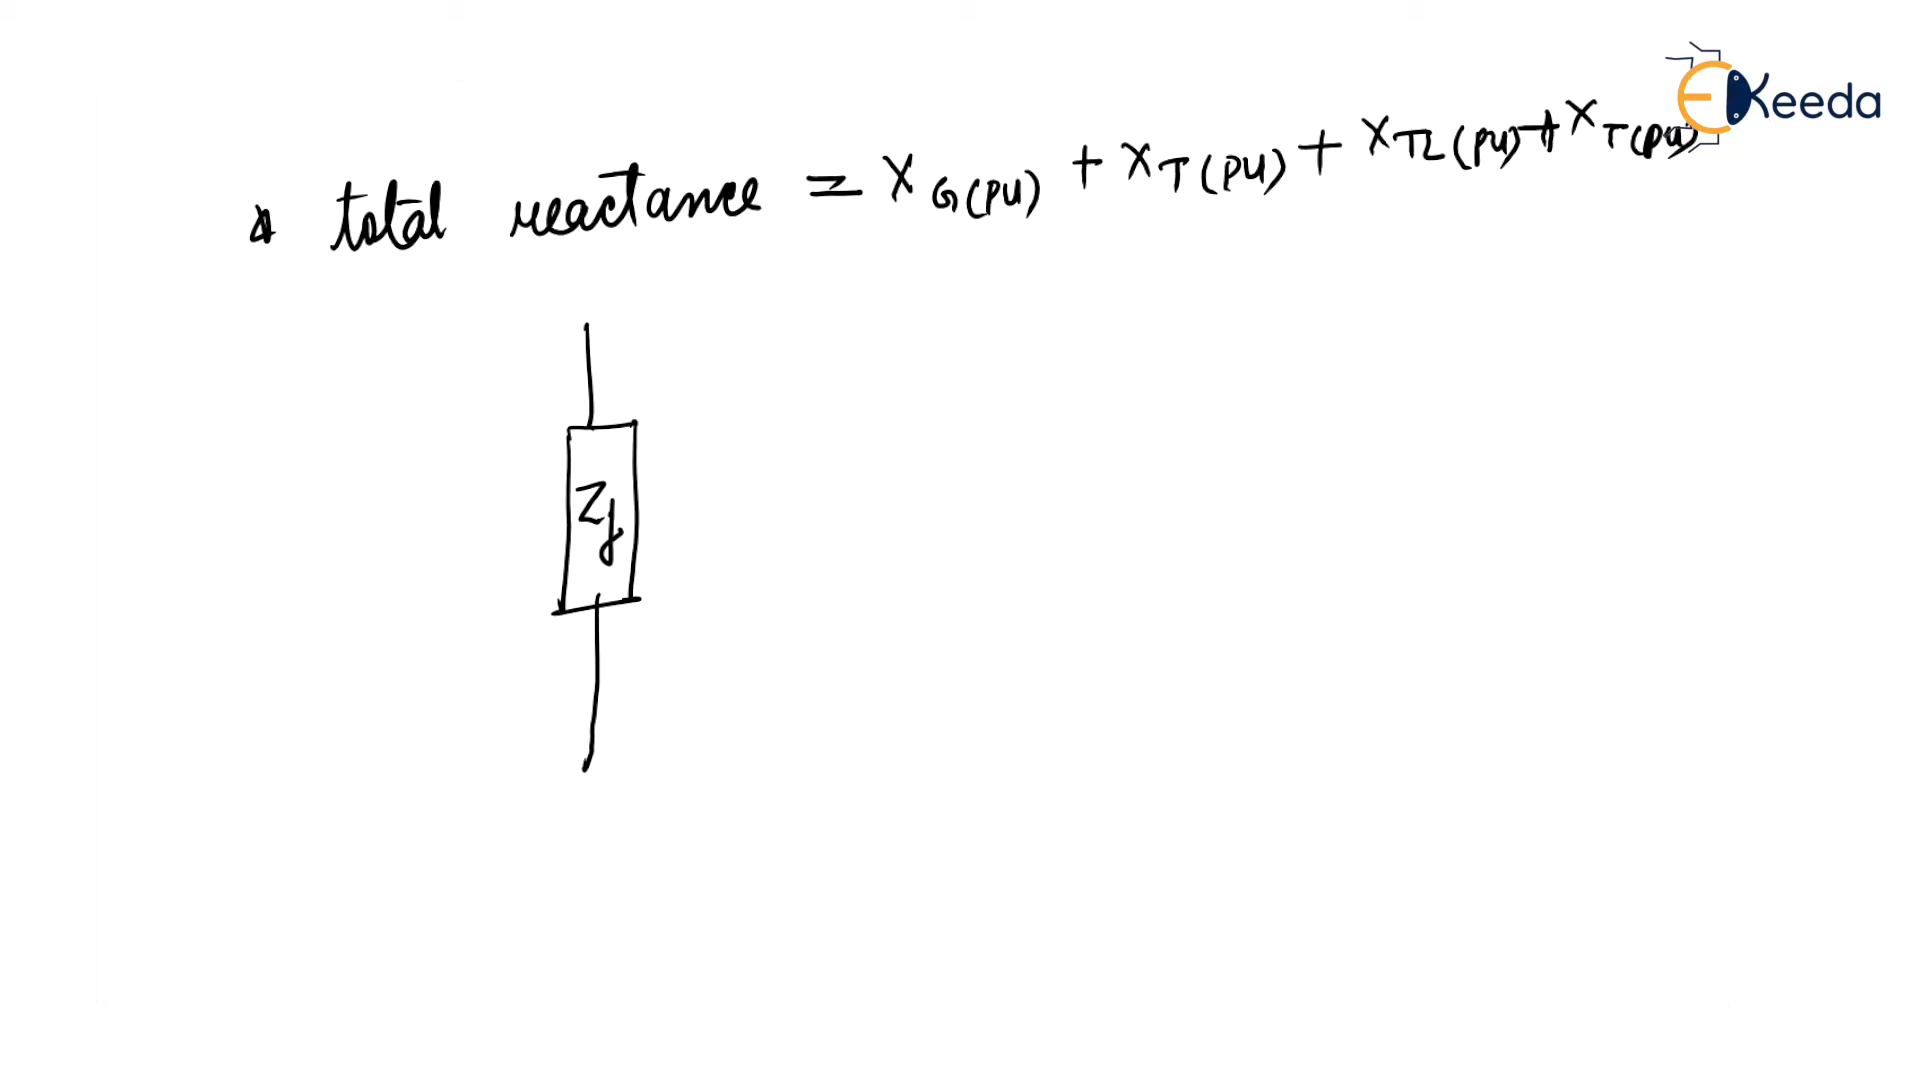 * total reactance = X G(PU) + X T(PU) + X TL(PU) + X T(PU)
EKeeda
Zf